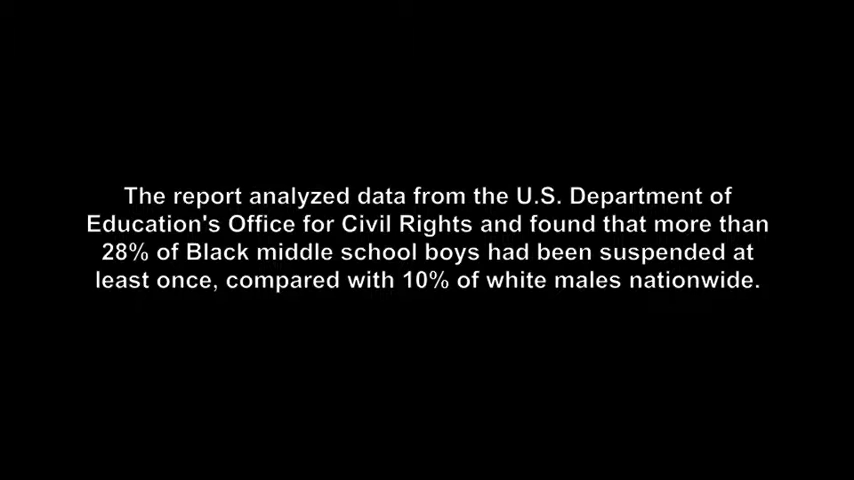 The report analyzed data from the U.S. Department of
Education's Office for Civil Rights and found that more than
28% of Black middle school boys had been suspended at
least once, compared with 10% of white males nationwide.